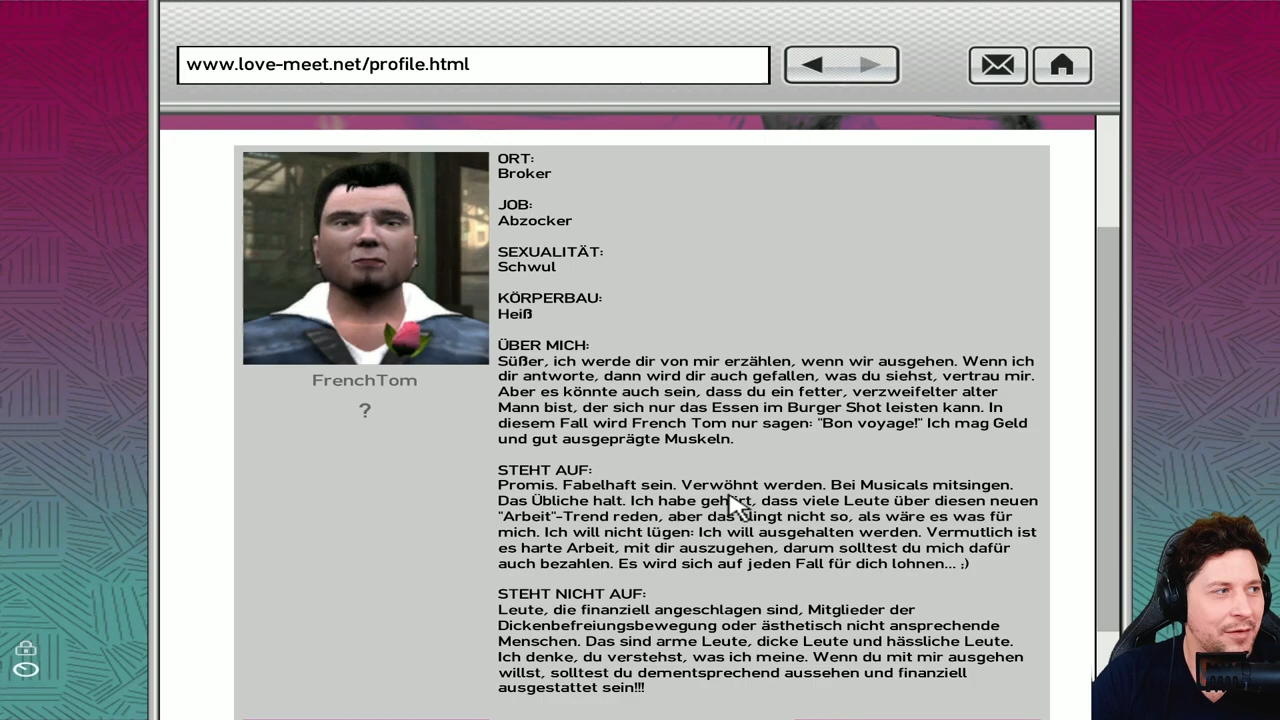 www.love-meet.net/profile.html
FrenchTom
?
ORT:
Broker
JOB:
Abzocker
SEXUALITÄT:
Schwul
KÖRPERBAU:
Heiß
ÜBER MICH:
Süßer, ich werde dir von mir erzählen, wenn wir ausgehen. Wenn ich
dir antworte, dann wird dir auch gefallen, was du siehst, vertrau mir.
Aber es könnte auch sein, dass du ein fetter, verzweifelter alter
Mann bist, der sich nur das Essen im Burger Shot leisten kann. In
diesem Fall wird French Tom nur sagen: "Bon voyage!" Ich mag Geld
und gut ausgeprägte Muskeln.
STEHT AUF:
Promis. Fabelhaft sein. Verwöhnt werden. Bei Musicals mitsingen.
Das Übliche halt. Ich habe gehört, dass viele Leute über diesen neuen
"Arbeit"-Trend reden, aber das klingt nicht so, als wäre es was für
mich. Ich will nicht lügen: Ich will ausgehalten werden. Vermutlich ist
es harte Arbeit, mit dir auszugehen, darum solltest du mich dafür
auch bezahlen. Es wird sich auf jeden Fall für dich lohnen... ;)
STEHT NICHT AUF:
Leute, die finanziell angeschlagen sind, Mitglieder der
Dickenbefreiungsbewegung oder ästhetisch nicht ansprechende
Menschen. Das sind arme Leute, dicke Leute und hässliche Leute.
Ich denke, du verstehst, was ich meine. Wenn du mit mir ausgehen
willst, solltest du dementsprechend aussehen und finanziell
ausgestattet sein!!!